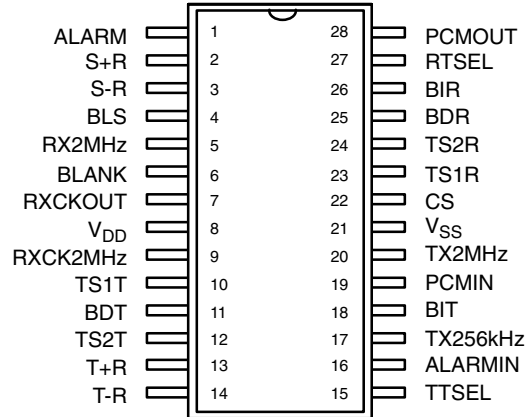 ALARM 1 28 PCMOUT
S+R 2 27 RTSEL
S-R 3 26 BIR
BLS 4 25 BDR
RX2MHz 5 24 TS2R
BLANK 6 23 TS1R
RXCKOUT 7 22 CS
VDD 8 21 VSS
RXCK2MHz 9 20 TX2MHz
TS1T 10 19 PCMIN
BDT 11 18 BIT
TS2T 12 17 TX256kHz
T+R 13 16 ALARMIN
T-R 14 15 TTSEL